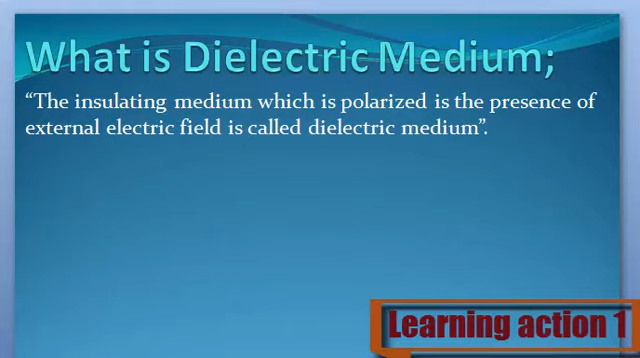 What is Dielectric Medium;
“The insulating medium which is polarized is the presence of
external electric field is called dielectric medium”.
Learning action 1